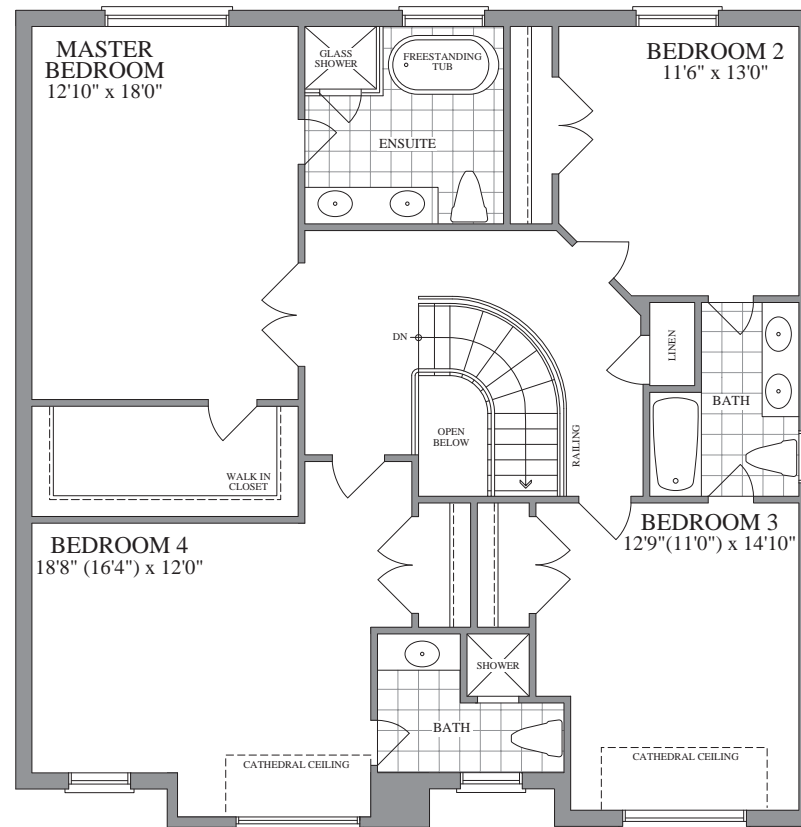 MASTER
BEDROOM
12'10" x 18'0"
GLASS
SHOWER
FREESTANDING
TUB
ENSUITE
BEDROOM 2
11'6" x 13'0"
DN
LINEN
BATH
OPEN
BELOW
RAILING
WALK IN
CLOSET
BEDROOM 4
18'8" (16'4") x 12'0"
BEDROOM 3
12'9"(11'0") x 14'10"
SHOWER
BATH
CATHEDRAL CEILING
CATHEDRAL CEILING